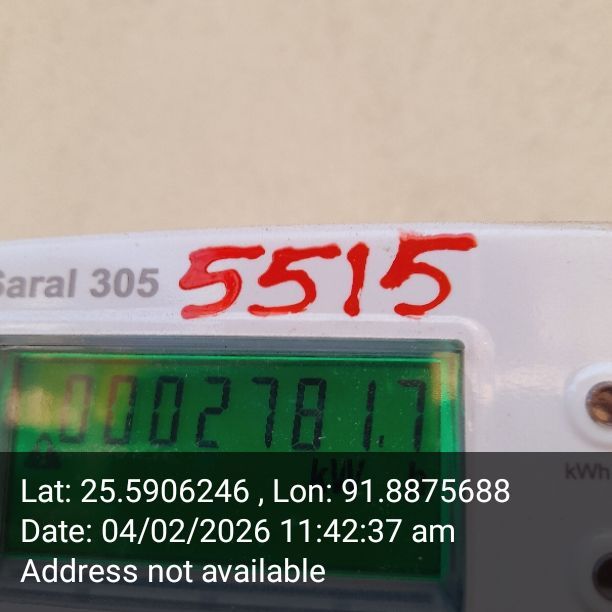 Saral 305 5515
0002781.7
kW h
kWh
Lat: 25.5906246 , Lon: 91.8875688
Date: 04/02/2026 11:42:37 am
Address not available